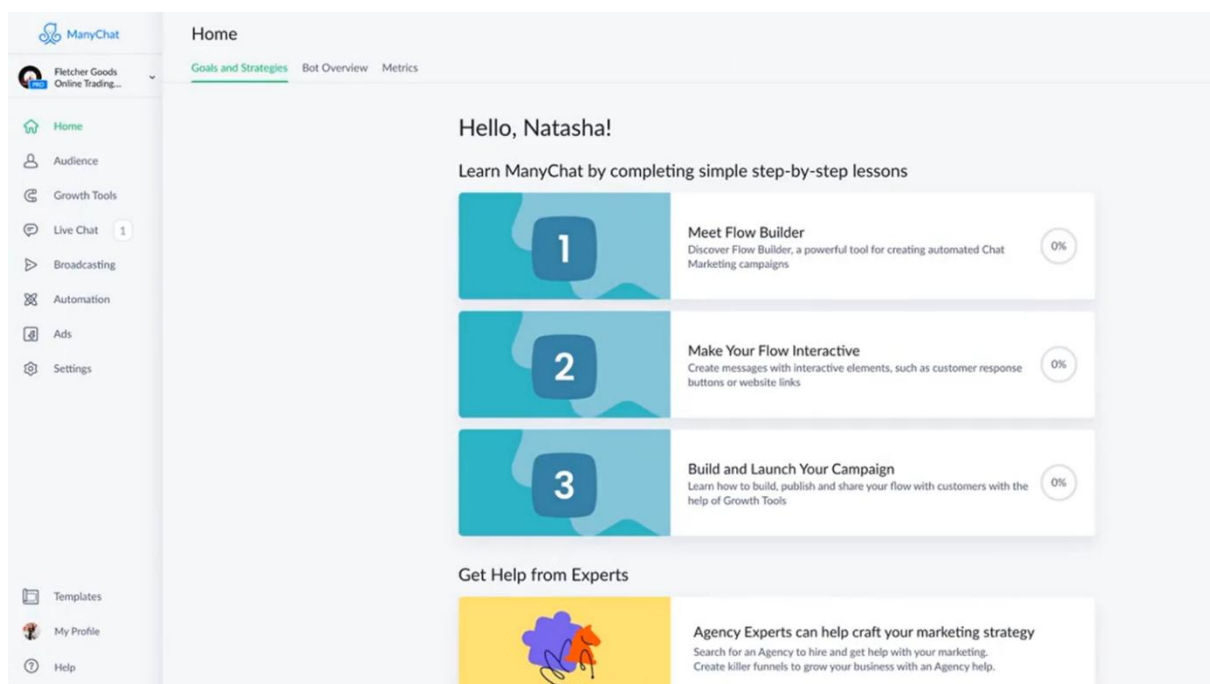 ManyChat
Fletcher Goods
Online Trading...
PRO
Home
Audience
Growth Tools
Live Chat 1
Broadcasting
Automation
Ads
Settings
Templates
My Profile
Help
Home
Goals and Strategies Bot Overview Metrics
Hello, Natasha!
Learn ManyChat by completing simple step-by-step lessons
1
Meet Flow Builder
Discover Flow Builder, a powerful tool for creating automated Chat
Marketing campaigns
0%
2
Make Your Flow Interactive
Create messages with interactive elements, such as customer response
buttons or website links
0%
3
Build and Launch Your Campaign
Learn how to build, publish and share your flow with customers with the
help of Growth Tools
0%
Get Help from Experts
Agency Experts can help craft your marketing strategy
Search for an Agency to hire and get help with your marketing.
Create killer funnels to grow your business with an Agency help.